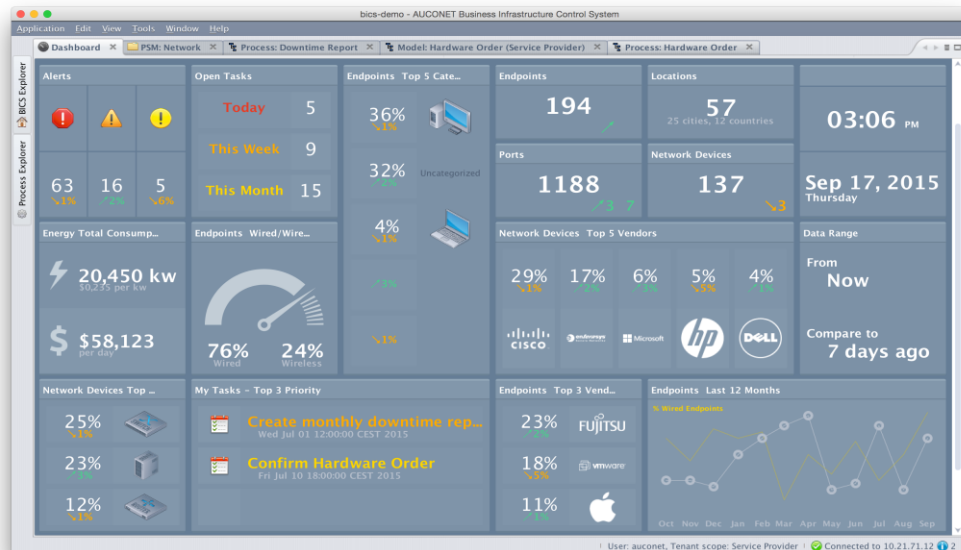 bics-demo - AUCONET Business Infrastructure Control System
Application Edit View Tools Window Help
Dashboard
PSM: Network
Process: Downtime Report
Model: Hardware Order (Service Provider)
Process: Hardware Order
BICS Explorer
Process Explorer
Alerts
63
1%
16
2%
5
6%
Open Tasks
Today 5
This Week 9
This Month 15
Endpoints Top 5 Cate...
36%
1%
32%
2%
Uncategorized
4%
1%
3%
1%
Endpoints
194
Locations
57
25 cities, 12 countries
03:06 PM
Ports
1188
3 7
Network Devices
137
3
Sep 17, 2015
Thursday
Energy Total Consump...
20,450 kw
$0,235 per kw
$58,123
per day
Endpoints Wired/Wire...
76% 24%
Wired Wireless
Network Devices Top 5 Vendors
29% 17% 6% 5% 4%
1% 2% 3% 5% 1%
CISCO
enterasys
Microsoft
hp
DELL
Data Range
From
Now
Compare to
7 days ago
Network Devices Top ...
25%
1%
23%
12%
1%
My Tasks - Top 3 Priority
Create monthly downtime rep...
Wed Jul 01 12:00:00 CEST 2015
Confirm Hardware Order
Fri Jul 10 18:00:00 CEST 2015
Endpoints Top 3 Vend...
23%
2%
FUJITSU
18%
5%
vmware
11%
Endpoints Last 12 Months
% Wired Endpoints
Oct Nov Dec Jan Feb Mar Apr May Jun Jul Aug Sep
User: auconet, Tenant scope: Service Provider
Connected to 10.21.71.12
2